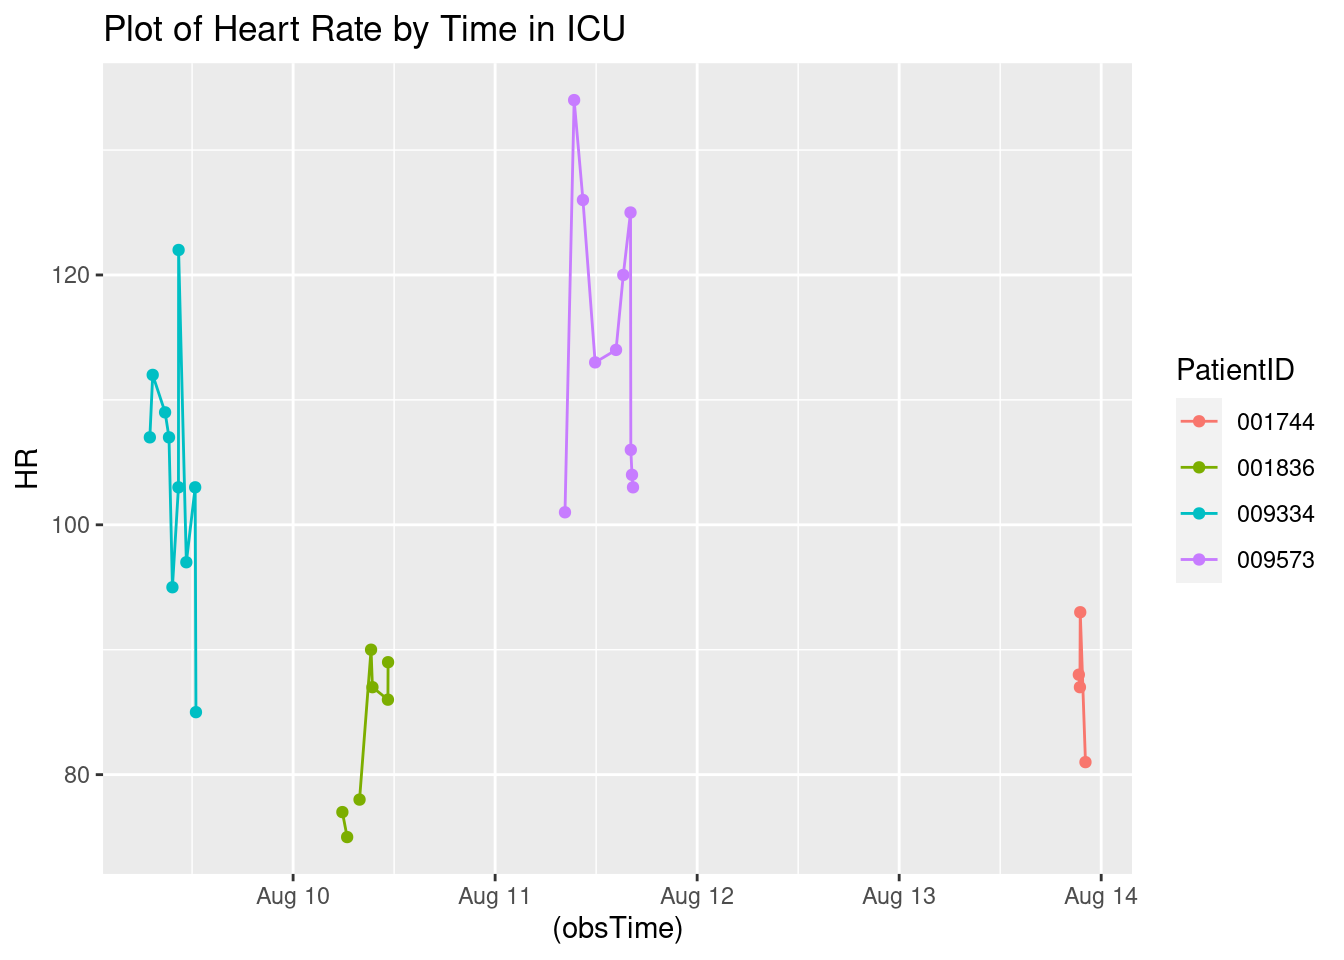 Plot of Heart Rate by Time in ICU
HR
120
100
80
Aug 10
Aug 11
Aug 12
Aug 13
Aug 14
(obsTime)
PatientID
001744
001836
009334
009573